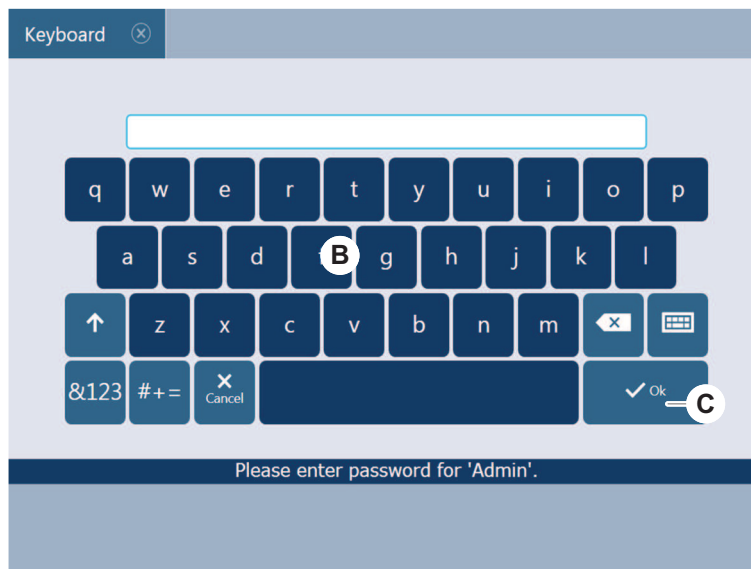 Keyboard
q w e r t y u i o p
a s d B g h j k l
z x c v b n m
&123 #+= Cancel Ok C
Please enter password for 'Admin'.